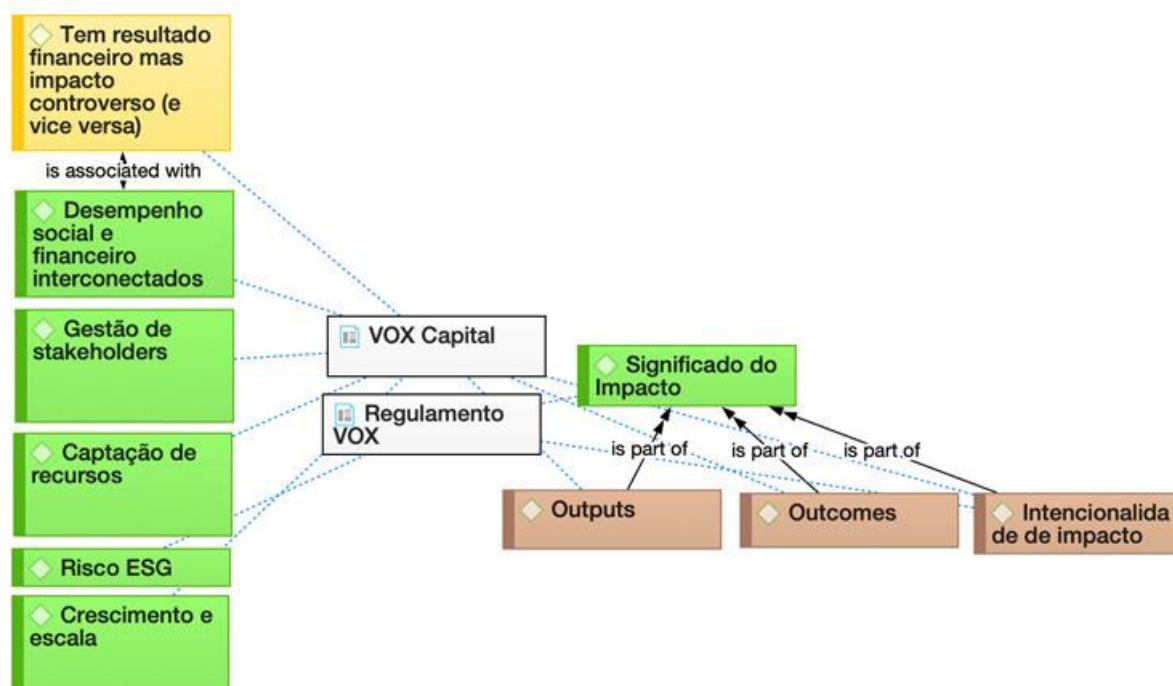 Tem resultado
financeiro mas
impacto
controverso (e
vice versa)
is associated with
Desempenho
social e
financeiro
interconectados
Gestão de
stakeholders
Captação de
recursos
Risco ESG
Crescimento e
escala
VOX Capital
Regulamento
VOX
Significado do
Impacto
is part of
is part of
is part of
Outputs
Outcomes
Intencionalida
de de impacto